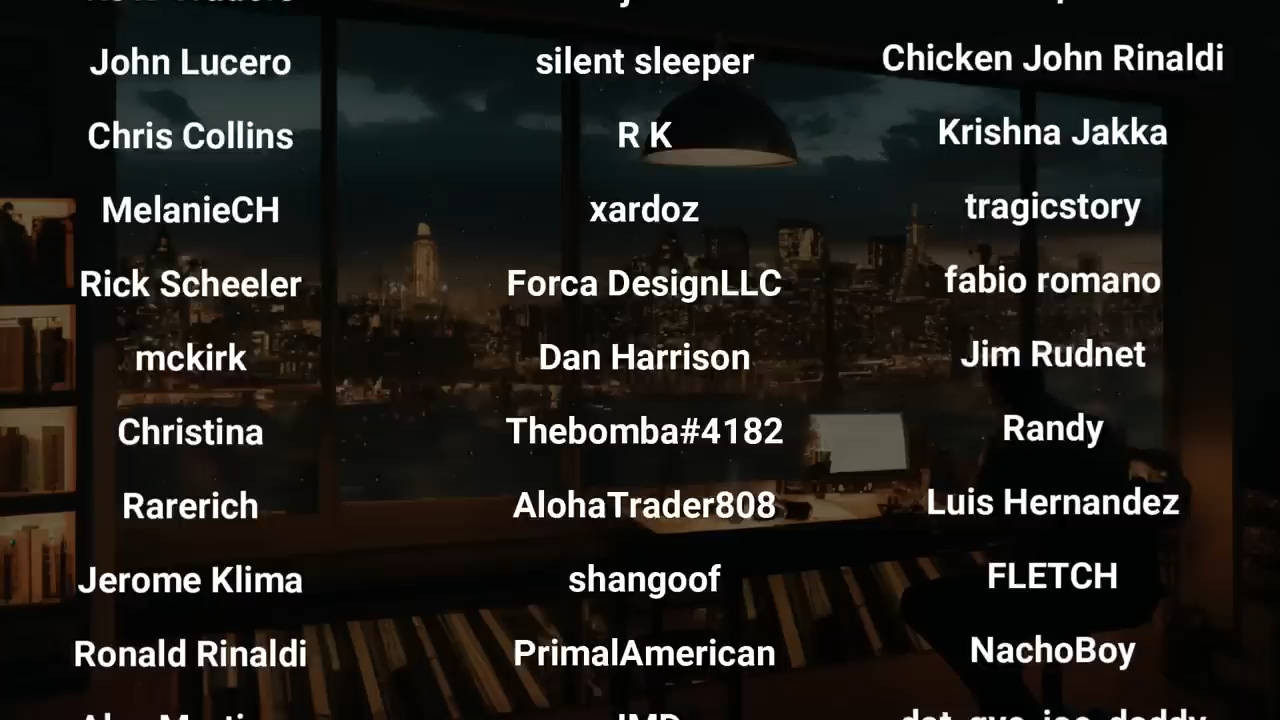 John Lucero
silent sleeper
Chicken John Rinaldi
Chris Collins
R K
Krishna Jakka
MelanieCH
xardoz
tragicstory
Rick Scheeler
Forca DesignLLC
fabio romano
mckirk
Dan Harrison
Jim Rudnet
Christina
Thebomba#4182
Randy
Rarerich
AlohaTrader808
Luis Hernandez
Jerome Klima
shangoof
FLETCH
Ronald Rinaldi
PrimalAmerican
NachoBoy